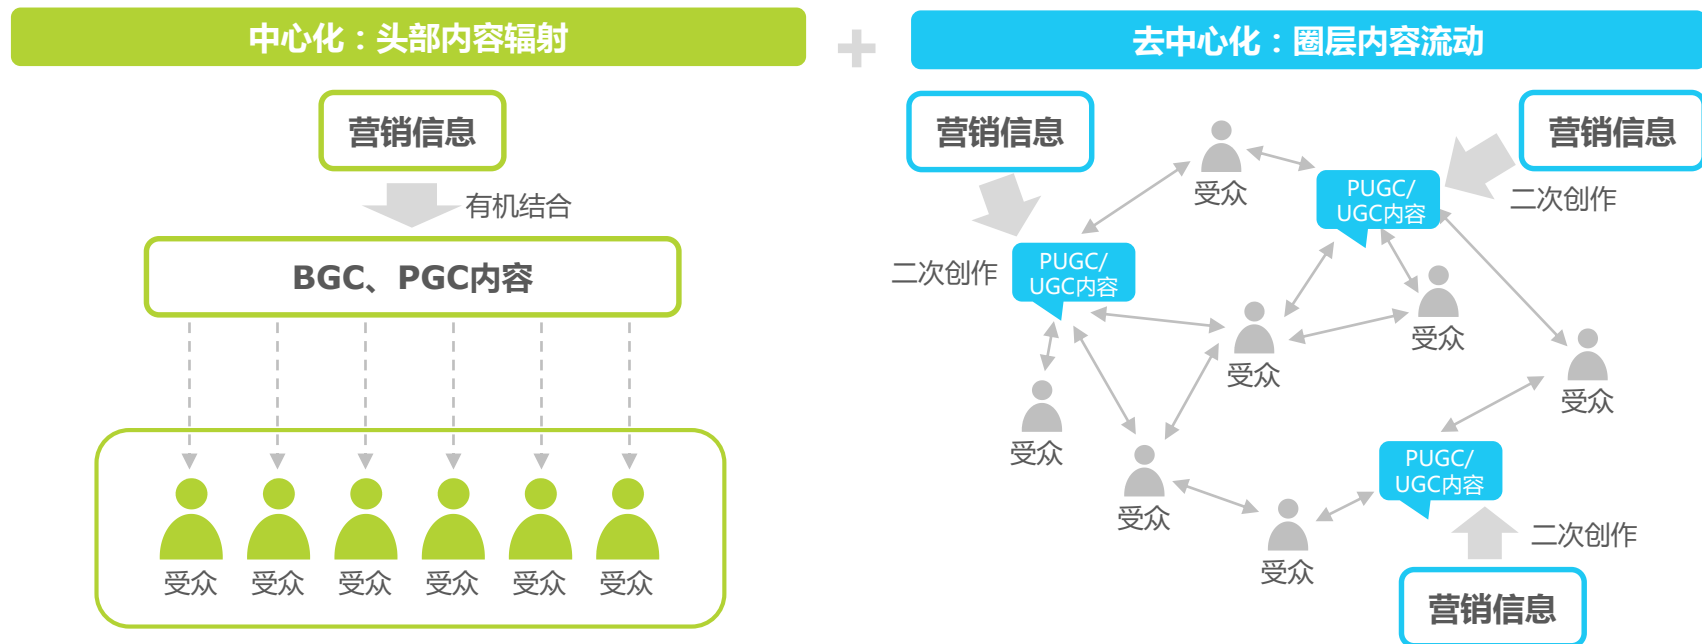 中心化：头部内容辐射
营销信息
有机结合
BGC、PGC内容
受众
受众
受众
受众
受众
受众
去中心化：圈层内容流动
营销信息
营销信息
受众
PUGC/
UGC内容
二次创作
二次创作
PUGC/
UGC内容
受众
受众
受众
受众
受众
PUGC/
UGC内容
受众
二次创作
营销信息